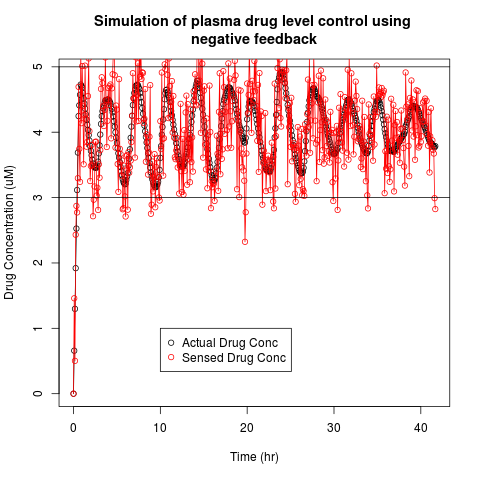 Simulation of plasma drug level control using
negative feedback
Drug Concentration (uM)
5
4
3
2
1
0
Actual Drug Conc
Sensed Drug Conc
0 10 20 30 40
Time (hr)